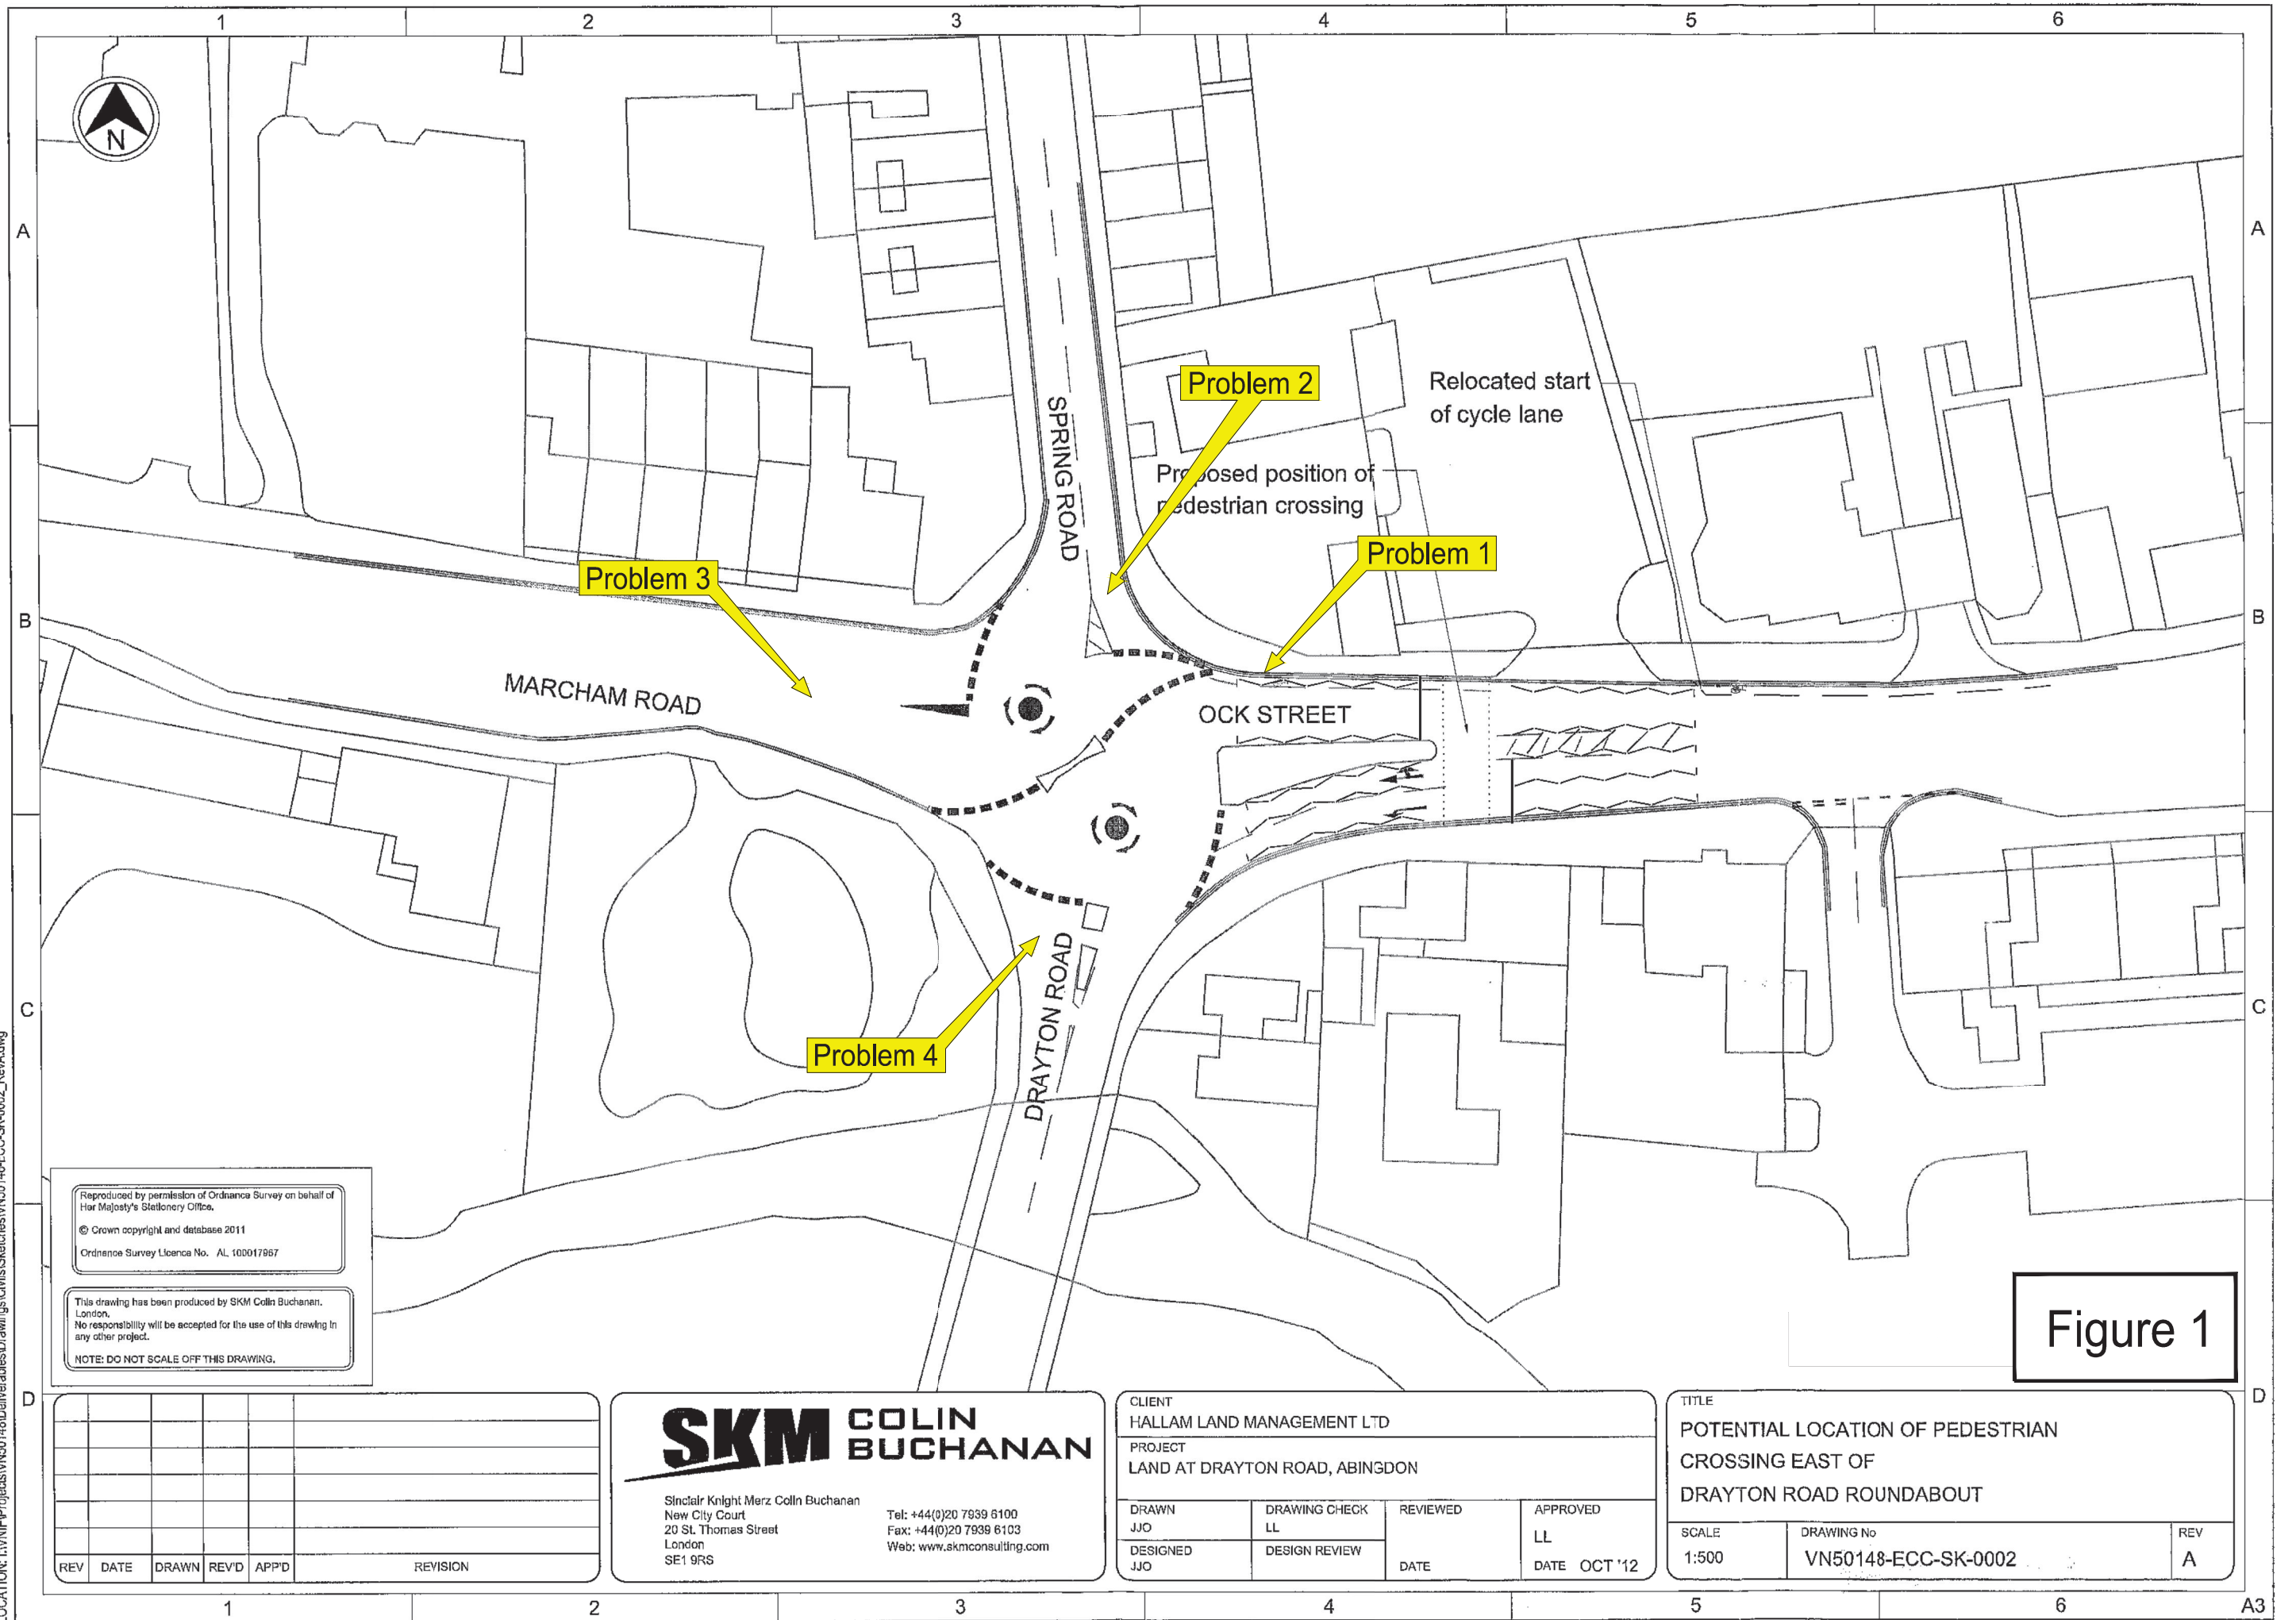 1 2 3 4 5 6
A A
B B
C C
D D
N
SPRING ROAD
Problem 2
Relocated start
of cycle lane
Proposed position of
pedestrian crossing
Problem 1
Problem 3
MARCHAM ROAD
OCK STREET
Problem 4
DRAYTON ROAD
Reproduced by permission of Ordnance Survey on behalf of
Her Majesty's Stationery Office.
© Crown copyright and database 2011
Ordnance Survey Licence No. AL 100017967
This drawing has been produced by SKM Colin Buchanan.
London.
No responsibility will be accepted for the use of this drawing in
any other project.
NOTE: DO NOT SCALE OFF THIS DRAWING.
Figure 1
REV DATE DRAWN REV'D APP'D REVISION
SKM COLIN
BUCHANAN
Sinclair Knight Merz Colin Buchanan
New City Court
20 St. Thomas Street
London
SE1 9RS
Tel: +44(0)20 7939 6100
Fax: +44(0)20 7939 6103
Web: www.skmconsulting.com
CLIENT
HALLAM LAND MANAGEMENT LTD
PROJECT
LAND AT DRAYTON ROAD, ABINGDON
DRAWN
JJO
DRAWING CHECK
LL
REVIEWED
APPROVED
LL
DESIGNED
JJO
DESIGN REVIEW
DATE
DATE OCT '12
TITLE
POTENTIAL LOCATION OF PEDESTRIAN
CROSSING EAST OF
DRAYTON ROAD ROUNDABOUT
SCALE
1:500
DRAWING No
VN50148-ECC-SK-0002
REV
A
1 2 3 4 5 6 A3